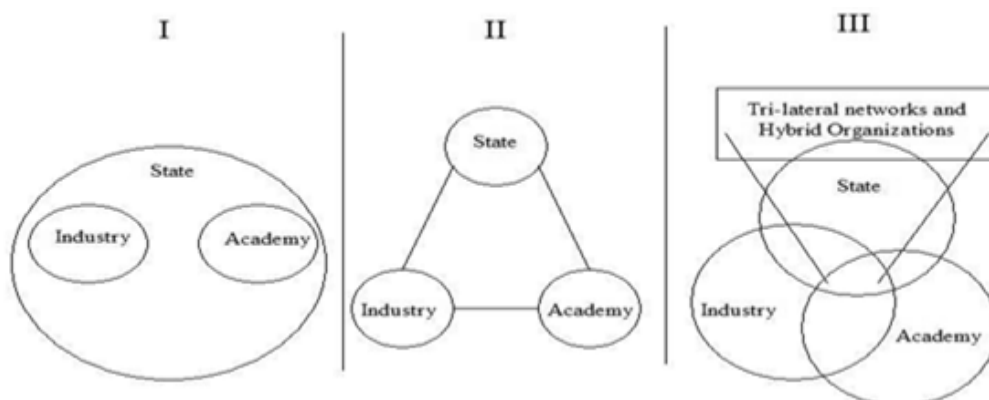 I
II
III
State
Industry
Academy
State
Industry
Academy
Tri-lateral networks and
Hybrid Organizations
State
Industry
Academy